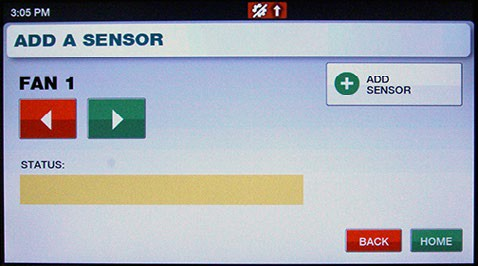 3:05 PM
ADD A SENSOR
FAN 1
ADD
SENSOR
STATUS:
BACK
HOME